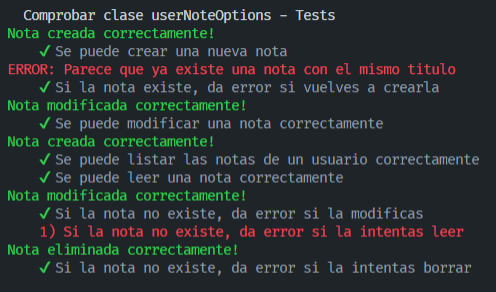 Comprobar clase userNoteOptions - Tests
Nota creada correctamente!
✓ Se puede crear una nueva nota
ERROR: Parece que ya existe una nota con el mismo titulo
✓ Si la nota existe, da error si vuelves a crearla
Nota modificada correctamente!
✓ Se puede modificar una nota correctamente
Nota creada correctamente!
✓ Se puede listar las notas de un usuario correctamente
✓ Se puede leer una nota correctamente
Nota modificada correctamente!
✓ Si la nota no existe, da error si la modificas
1) Si la nota no existe, da error si la intentas leer
Nota eliminada correctamente!
✓ Si la nota no existe, da error si la intentas borrar